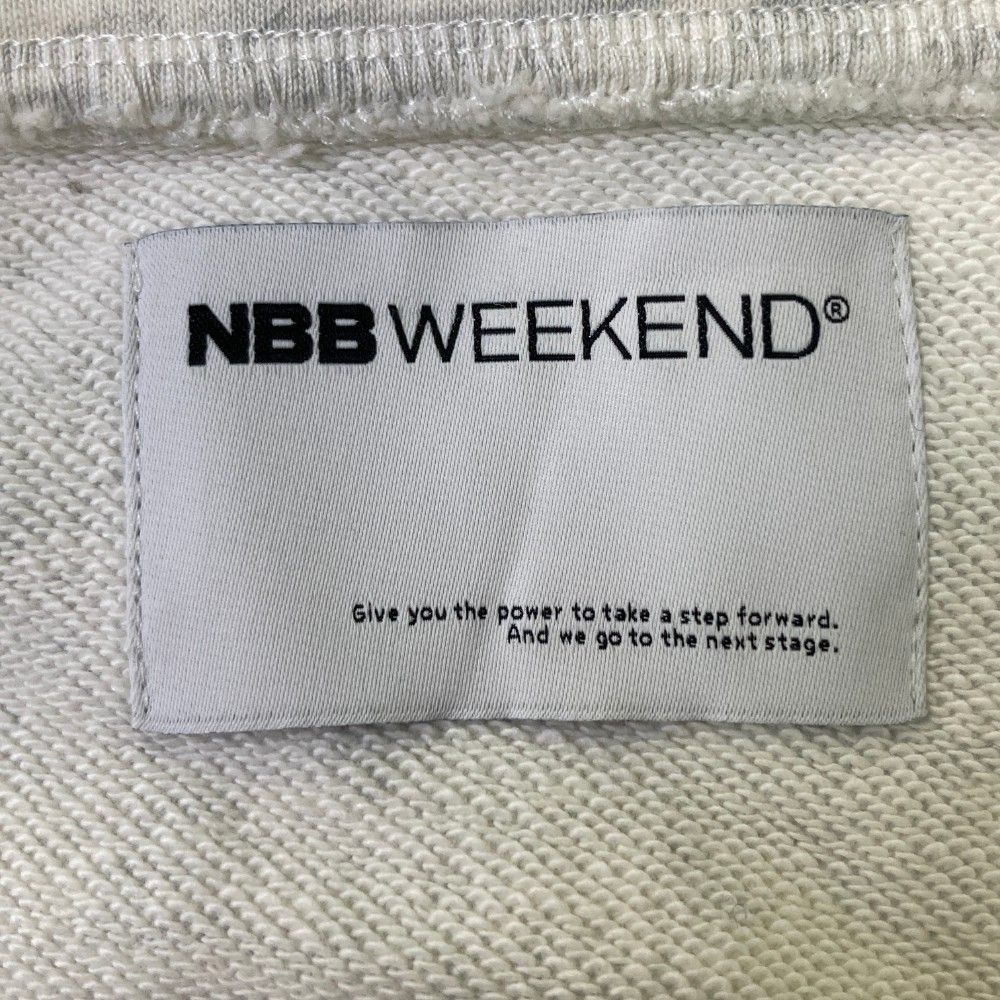 NBB WEEKEND®
Give you the power to take a step forward.
And we go to the next stage.